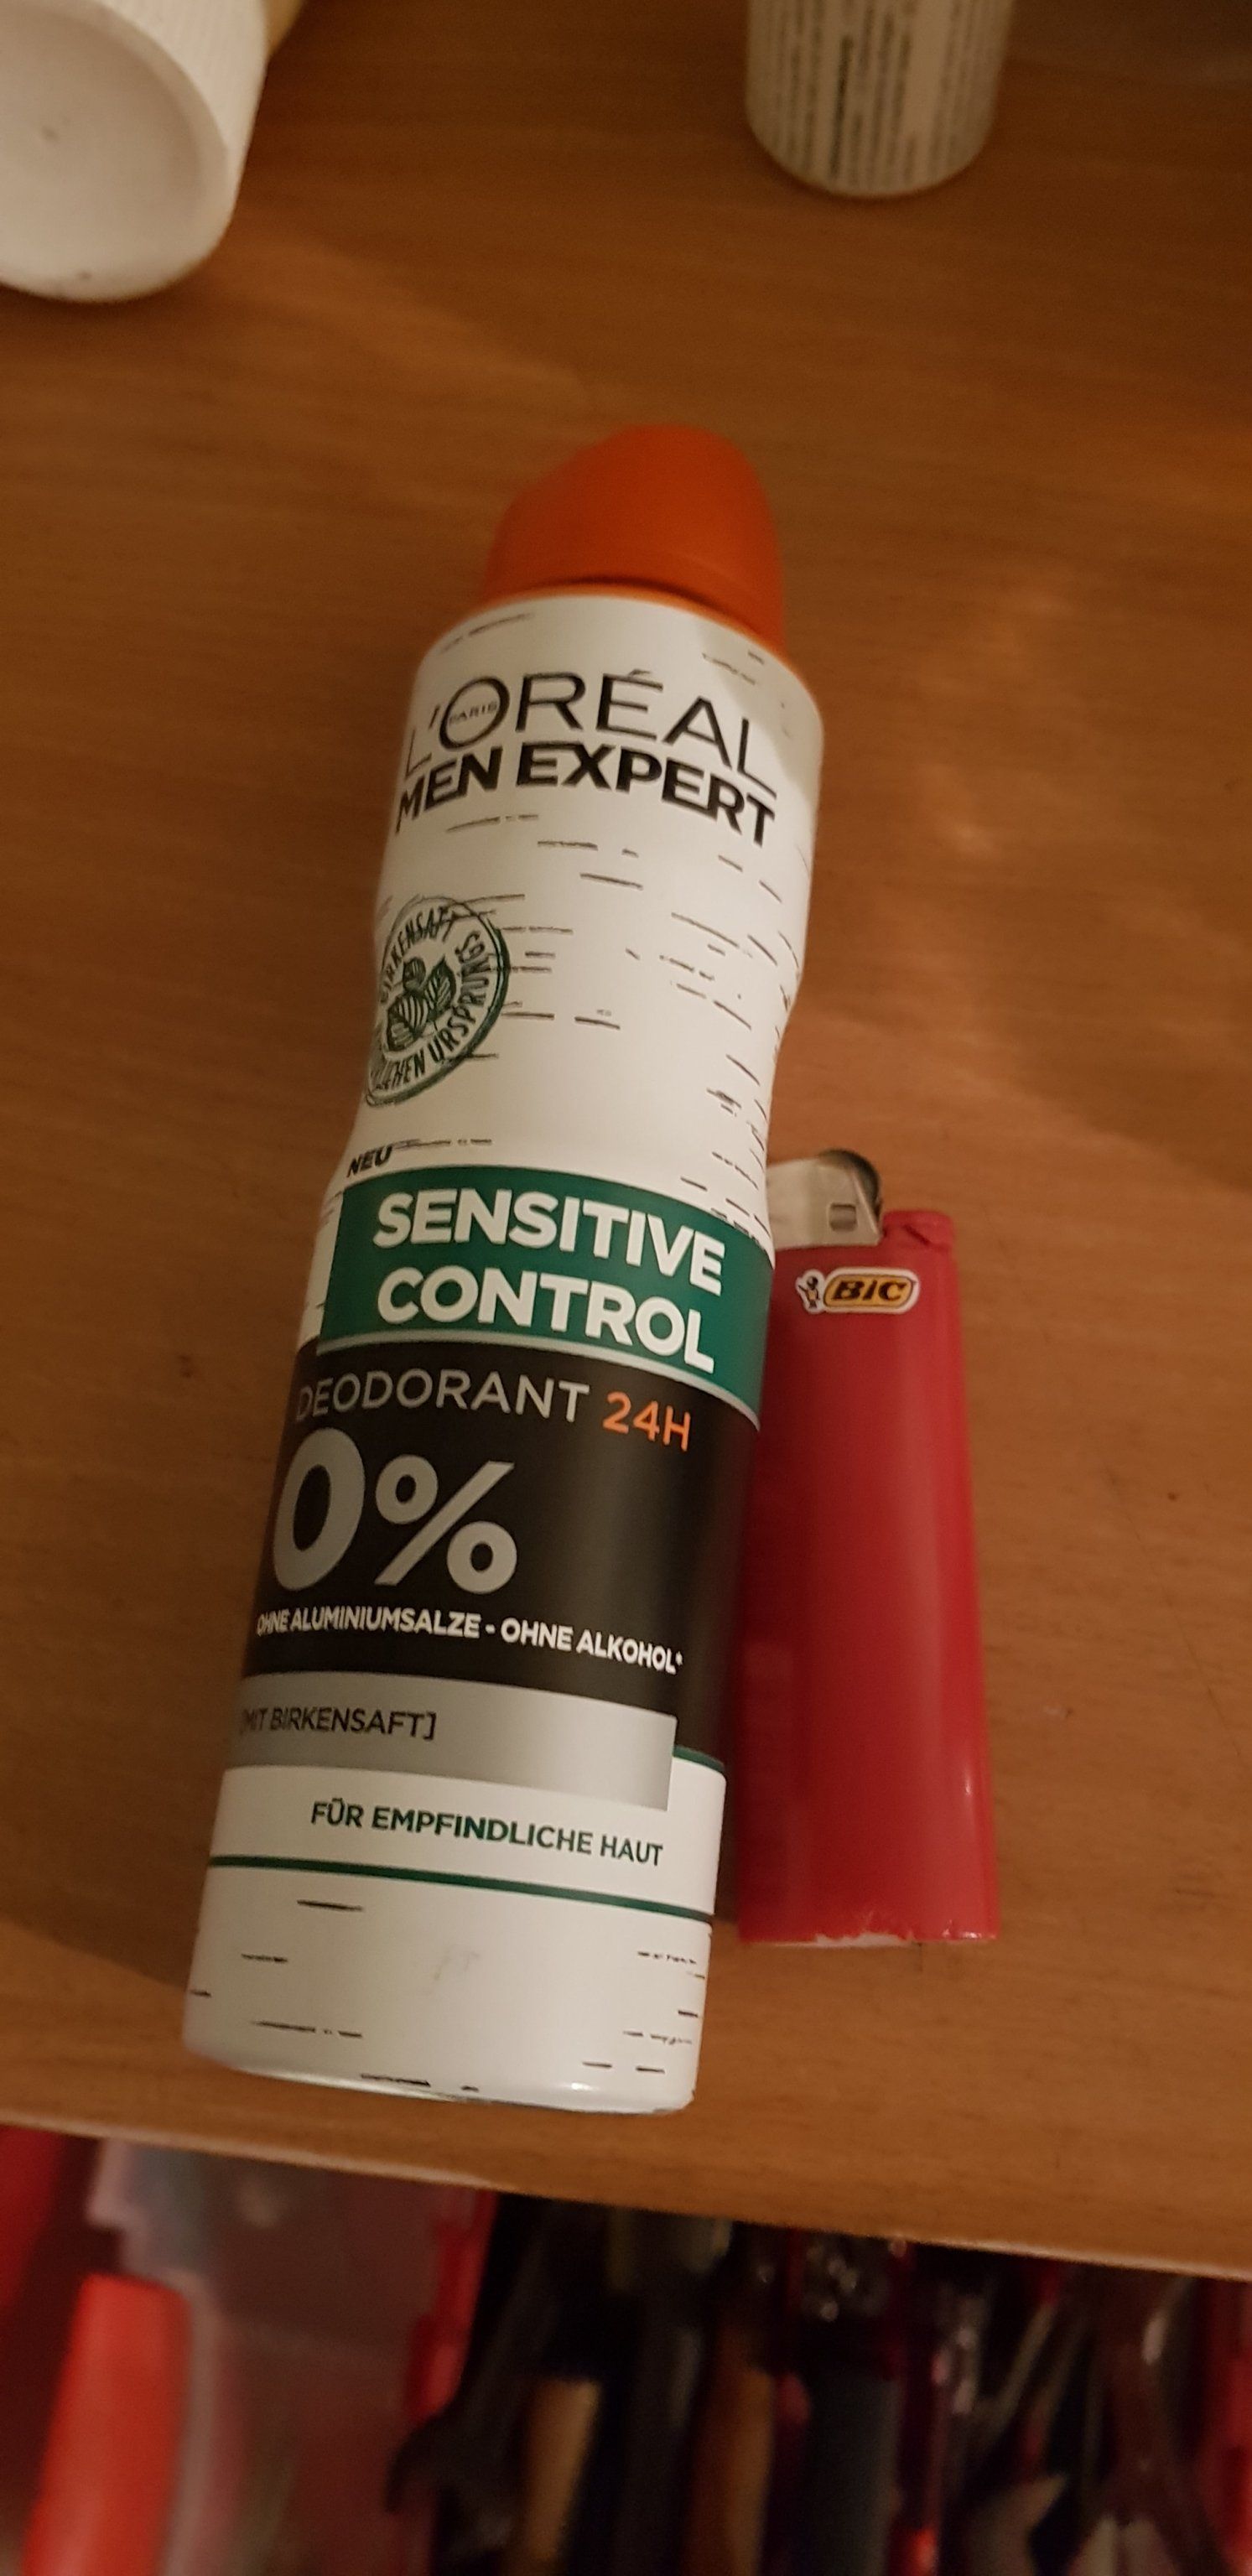 L'ORÉAL
PARIS
MEN EXPERT
BIRKENSAFT
URSPRUNGS
NEU
SENSITIVE
CONTROL
DEODORANT 24H
0%
OHNE ALUMINIUMSALZE - OHNE ALKOHOL*
[MIT BIRKENSAFT]
FÜR EMPFINDLICHE HAUT
BIC